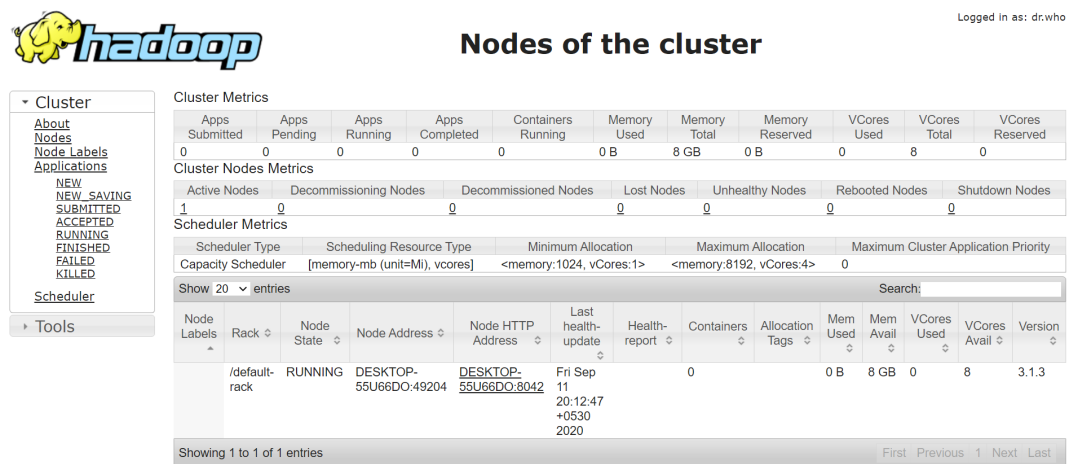 hadoop
Nodes of the cluster
Logged in as: dr.who
Cluster
About
Nodes
Node Labels
Applications
NEW
NEW_SAVING
SUBMITTED
ACCEPTED
RUNNING
FINISHED
FAILED
KILLED
Scheduler
Tools
Cluster Metrics
Apps Submitted Apps Pending Apps Running Apps Completed Containers Running Memory Used Memory Total Memory Reserved VCores Used VCores Total VCores Reserved
0 0 0 0 0 0 B 8 GB 0 B 0 8 0
Cluster Nodes Metrics
Active Nodes Decommissioning Nodes Decommissioned Nodes Lost Nodes Unhealthy Nodes Rebooted Nodes Shutdown Nodes
1 0 0 0 0 0 0
Scheduler Metrics
Scheduler Type Scheduling Resource Type Minimum Allocation Maximum Allocation Maximum Cluster Application Priority
Capacity Scheduler [memory-mb (unit=Mi), vcores] <memory:1024, vCores:1> <memory:8192, vCores:4> 0
Show 20 entries Search:
Node Labels Rack Node State Node Address Node HTTP Address Last health-update Health-report Containers Allocation Tags Mem Used Mem Avail VCores Used VCores Avail Version
/default-rack RUNNING DESKTOP-55U66DO:49204 DESKTOP-55U66DO:8042 Fri Sep 11 20:12:47 +0530 2020 0 0 B 8 GB 0 8 3.1.3
Showing 1 to 1 of 1 entries First Previous 1 Next Last